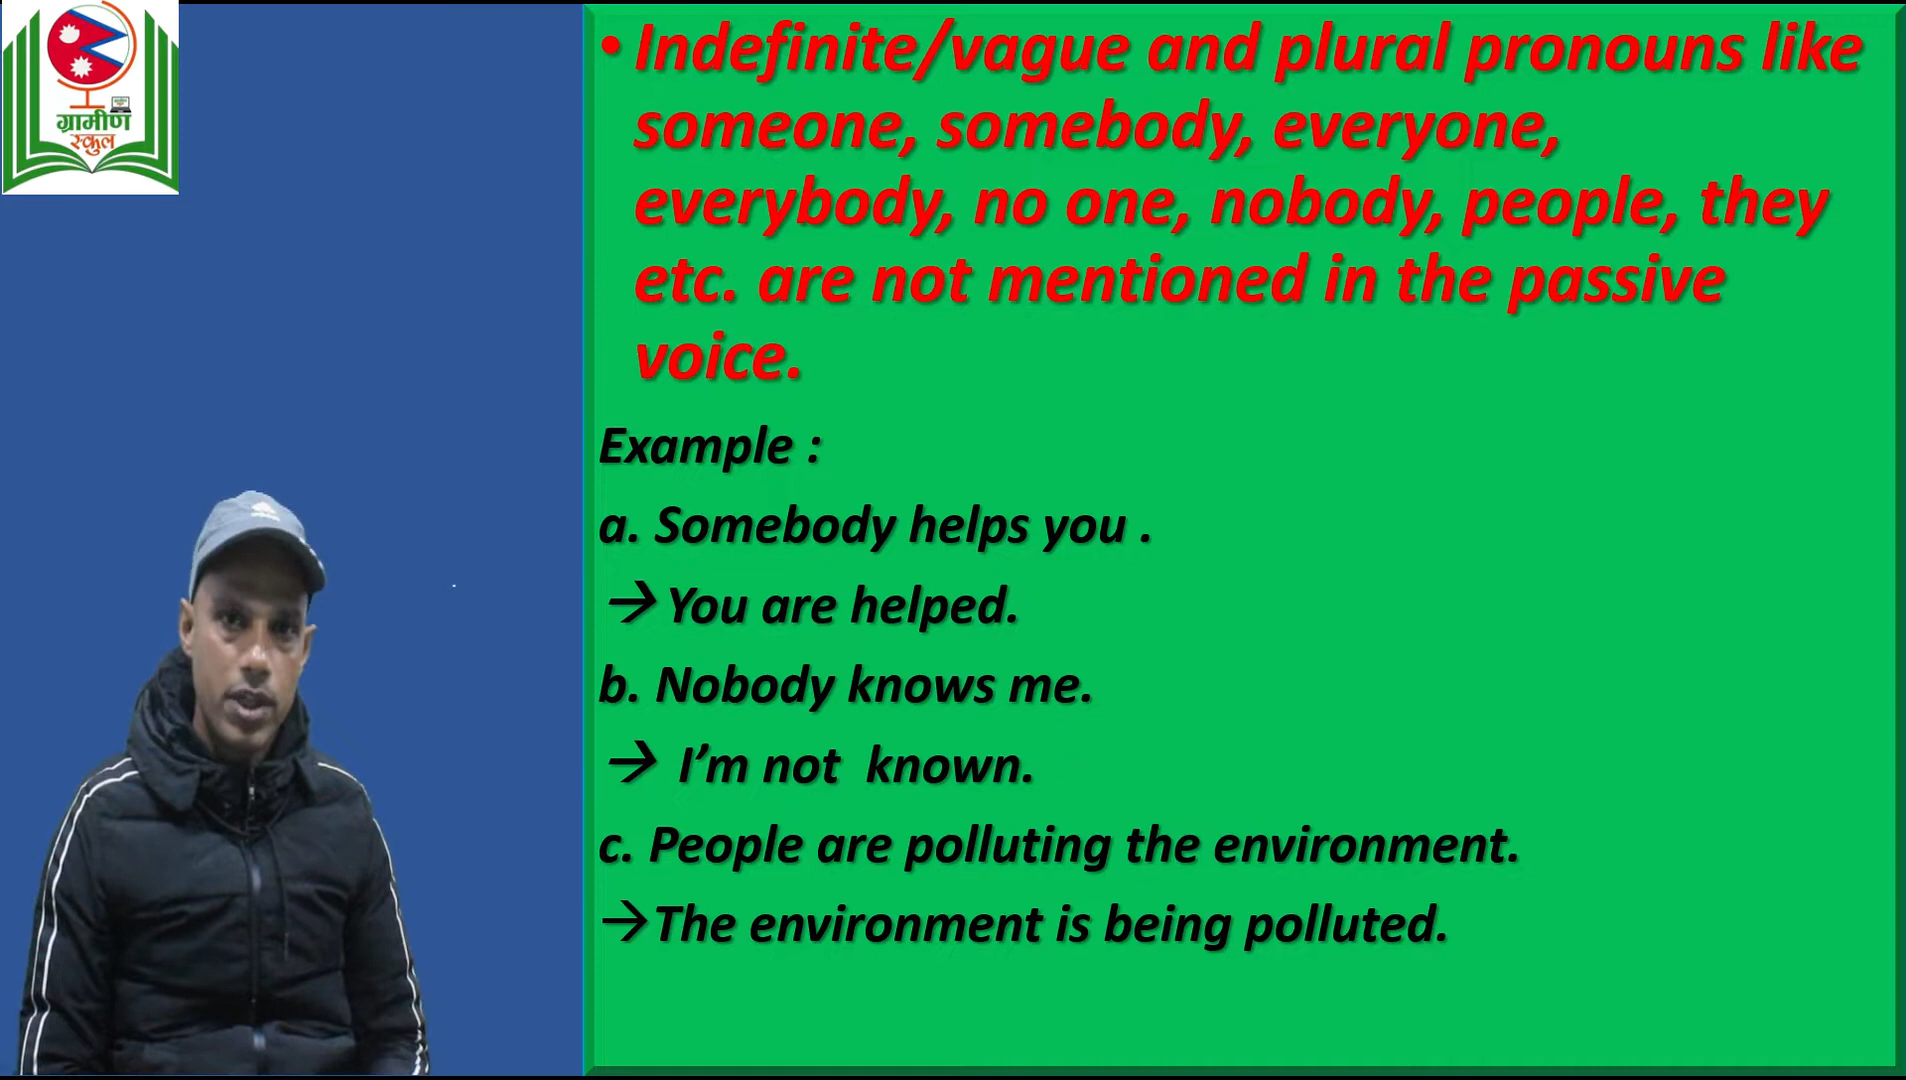 ग्रामीण
स्कुल
• Indefinite/vague and plural pronouns like
someone, somebody, everyone,
everybody, no one, nobody, people, they
etc. are not mentioned in the passive
voice.
Example :
a. Somebody helps you .
→ You are helped.
b. Nobody knows me.
→ I’m not known.
c. People are polluting the environment.
→The environment is being polluted.